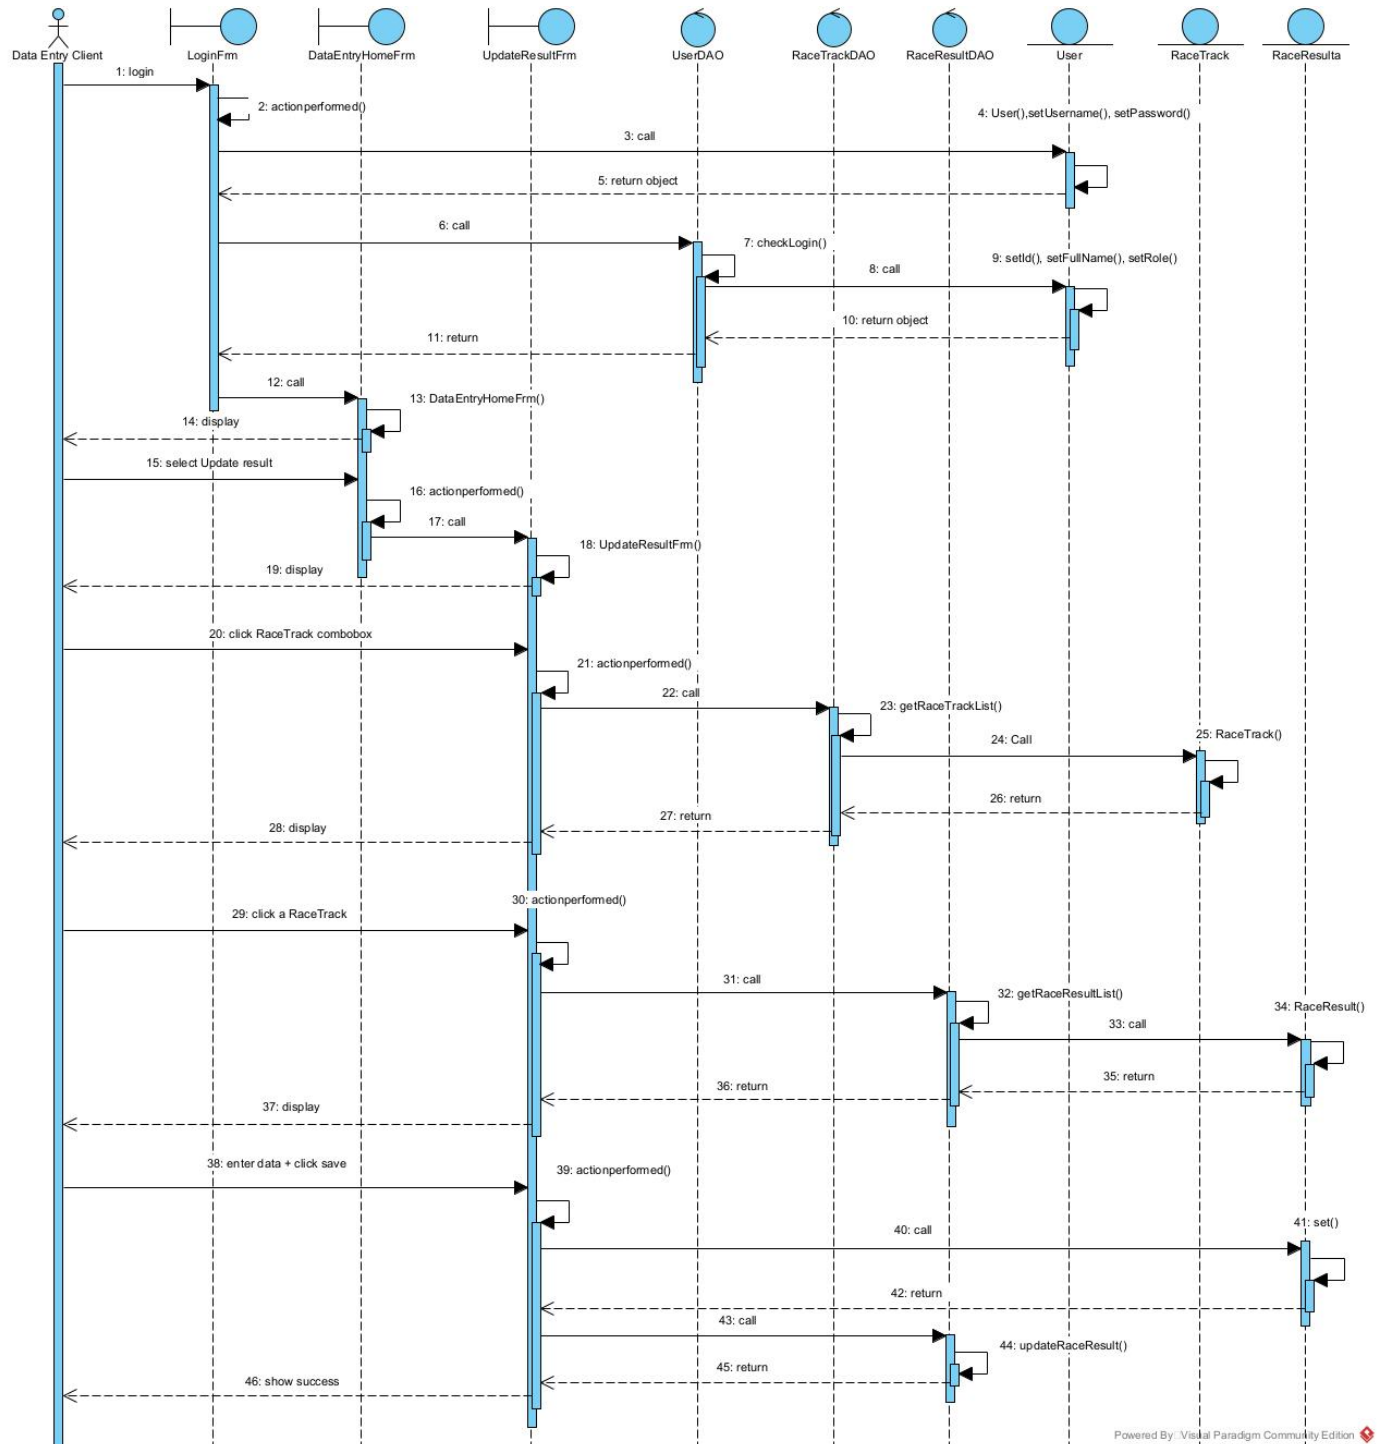 Data Entry Client
LoginFrm
DataEntryHomeFrm
UpdateResultFrm
UserDAO
RaceTrackDAO
RaceResultDAO
User
RaceTrack
RaceResulta
1: login
2: actionperformed()
4: User(),setUsername(), setPassword()
3: call
5: return object
6: call
7: checkLogin()
9: setId(), setFullName(), setRole()
8: call
10: return object
11: return
12: call
13: DataEntryHomeFrm()
14: display
15: select Update result
16: actionperformed()
17: call
18: UpdateResultFrm()
19: display
20: click RaceTrack combobox
21: actionperformed()
22: call
23: getRaceTrackList()
25: RaceTrack()
24: Call
26: return
27: return
28: display
30: actionperformed()
29: click a RaceTrack
31: call
32: getRaceResultList()
34: RaceResult()
33: call
35: return
36: return
37: display
38: enter data + click save
39: actionperformed()
41: set()
40: call
42: return
43: call
44: updateRaceResult()
45: return
46: show success
Powered By Visual Paradigm Community Edition